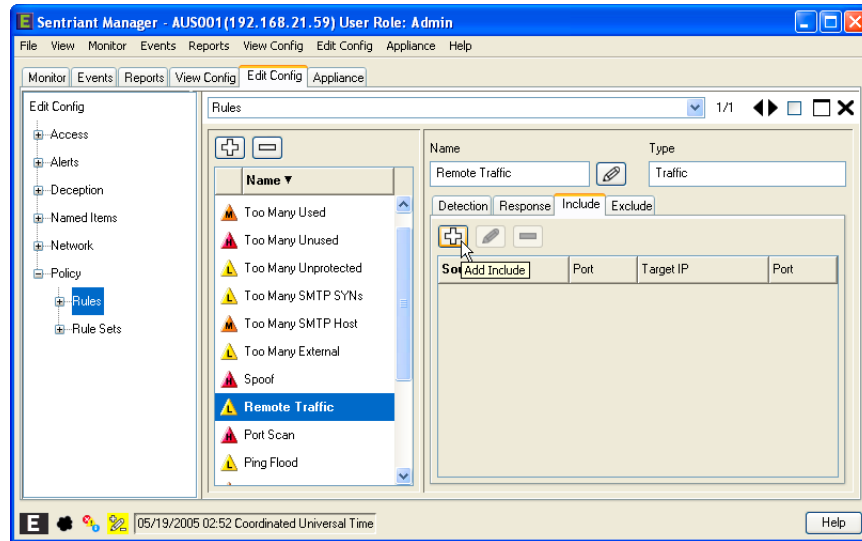 E Sentriant Manager - AUS001(192.168.21.59) User Role: Admin
File View Monitor Events Reports View Config Edit Config Appliance Help
Monitor Events Reports View Config Edit Config Appliance
Edit Config
Access
Alerts
Deception
Named Items
Network
Policy
Rules
Rule Sets
Rules 1/1
Name ▼
M Too Many Used
H Too Many Unused
L Too Many Unprotected
L Too Many SMTP SYNs
M Too Many SMTP Host
L Too Many External
H Spoof
L Remote Traffic
H Port Scan
L Ping Flood
Name Type
Remote Traffic Traffic
Detection Response Include Exclude
Port Target IP Port
Add Include
E 05/19/2005 02:52 Coordinated Universal Time Help